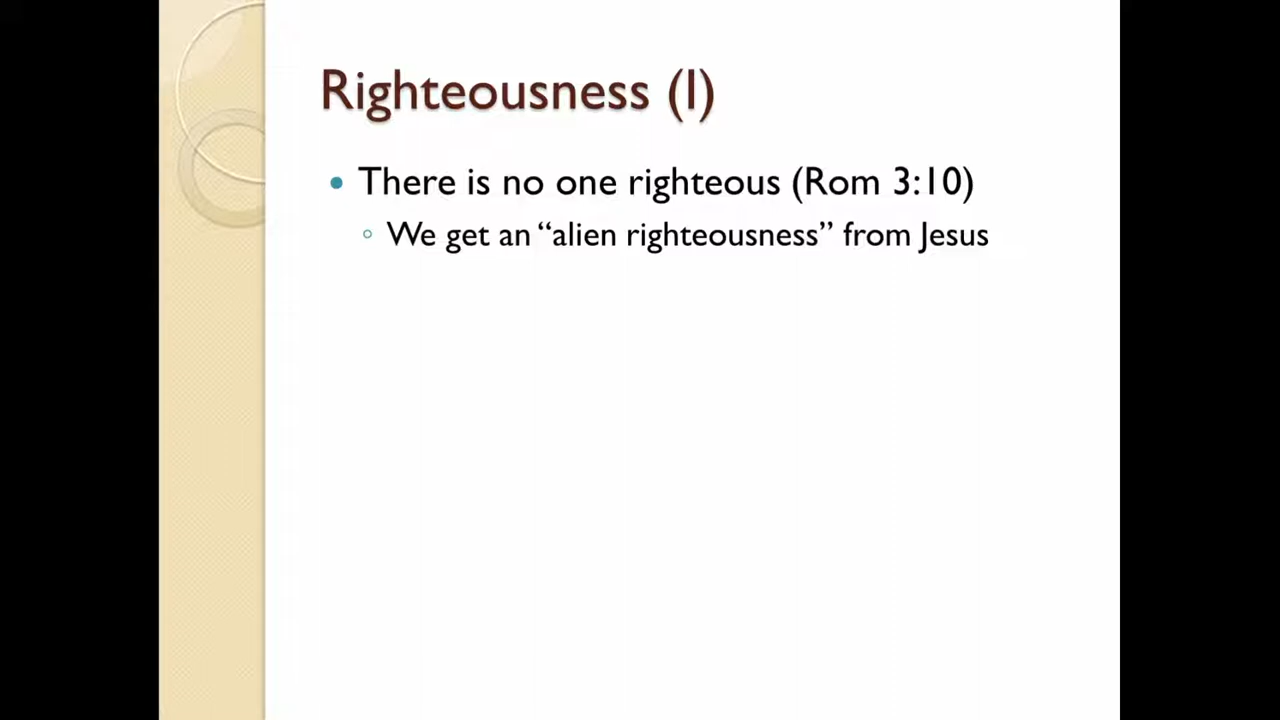 Righteousness (I)
• There is no one righteous (Rom 3:10)
◦ We get an “alien righteousness” from Jesus